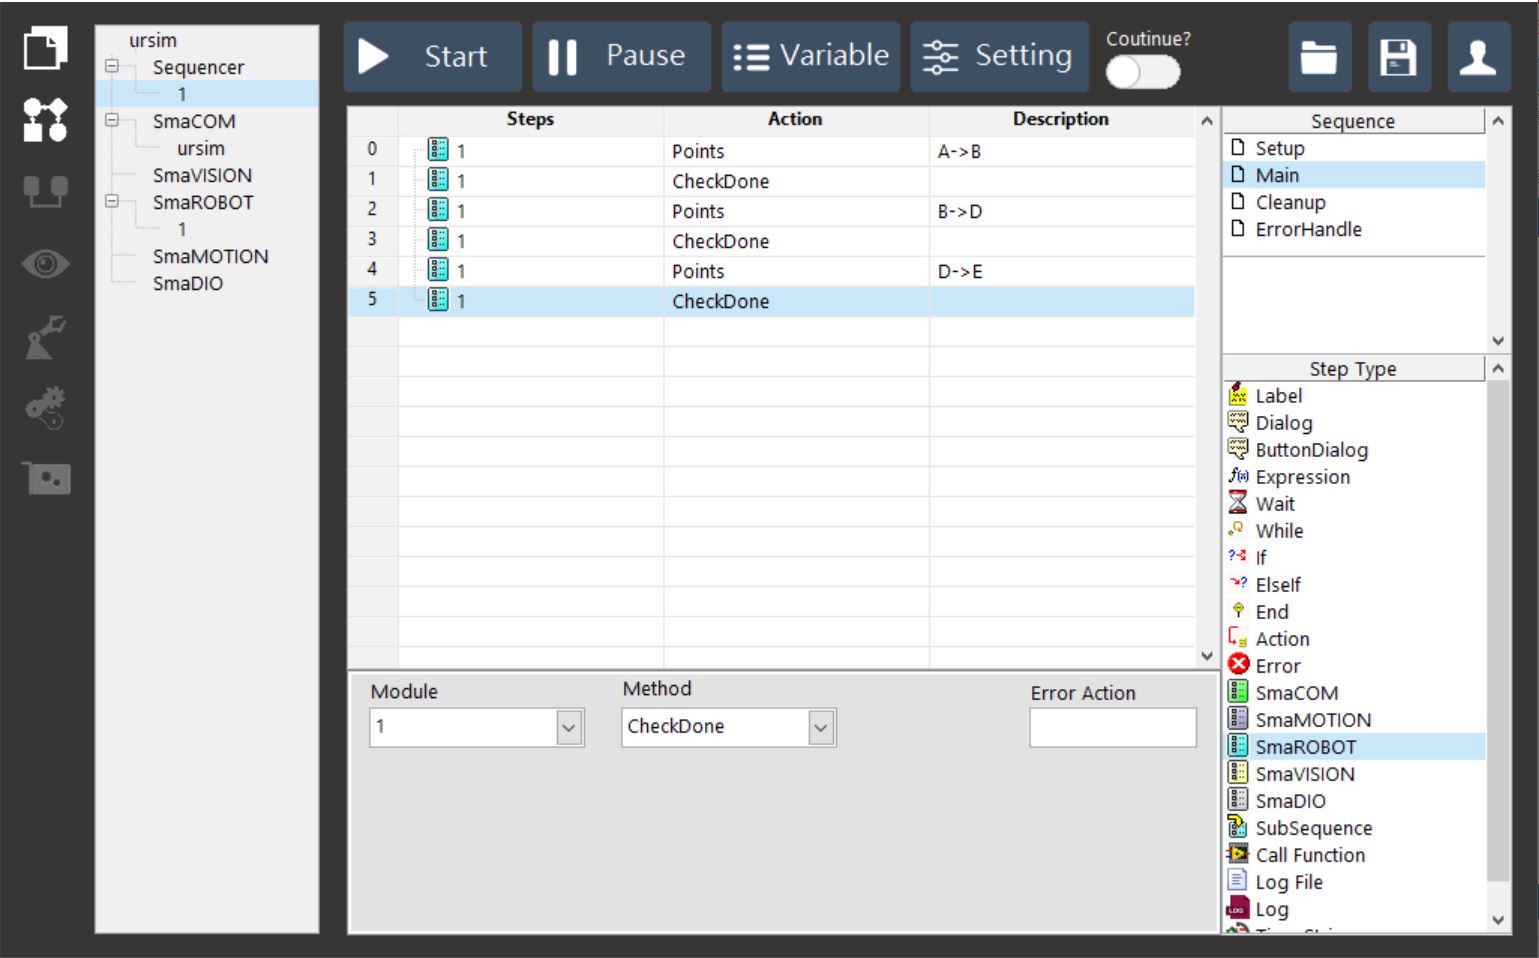 ursim
Sequencer
1
SmaCOM
ursim
SmaVISION
SmaROBOT
1
SmaMOTION
SmaDIO
Start
Pause
Variable
Setting
Coutinue?
Steps Action Description
0 1 Points A->B
1 1 CheckDone
2 1 Points B->D
3 1 CheckDone
4 1 Points D->E
5 1 CheckDone
Module
1
Method
CheckDone
Error Action
Sequence
Setup
Main
Cleanup
ErrorHandle
Step Type
Label
Dialog
ButtonDialog
f(x) Expression
Wait
While
If
ElseIf
End
Action
Error
SmaCOM
SmaMOTION
SmaROBOT
SmaVISION
SmaDIO
SubSequence
Call Function
Log File
LOG Log